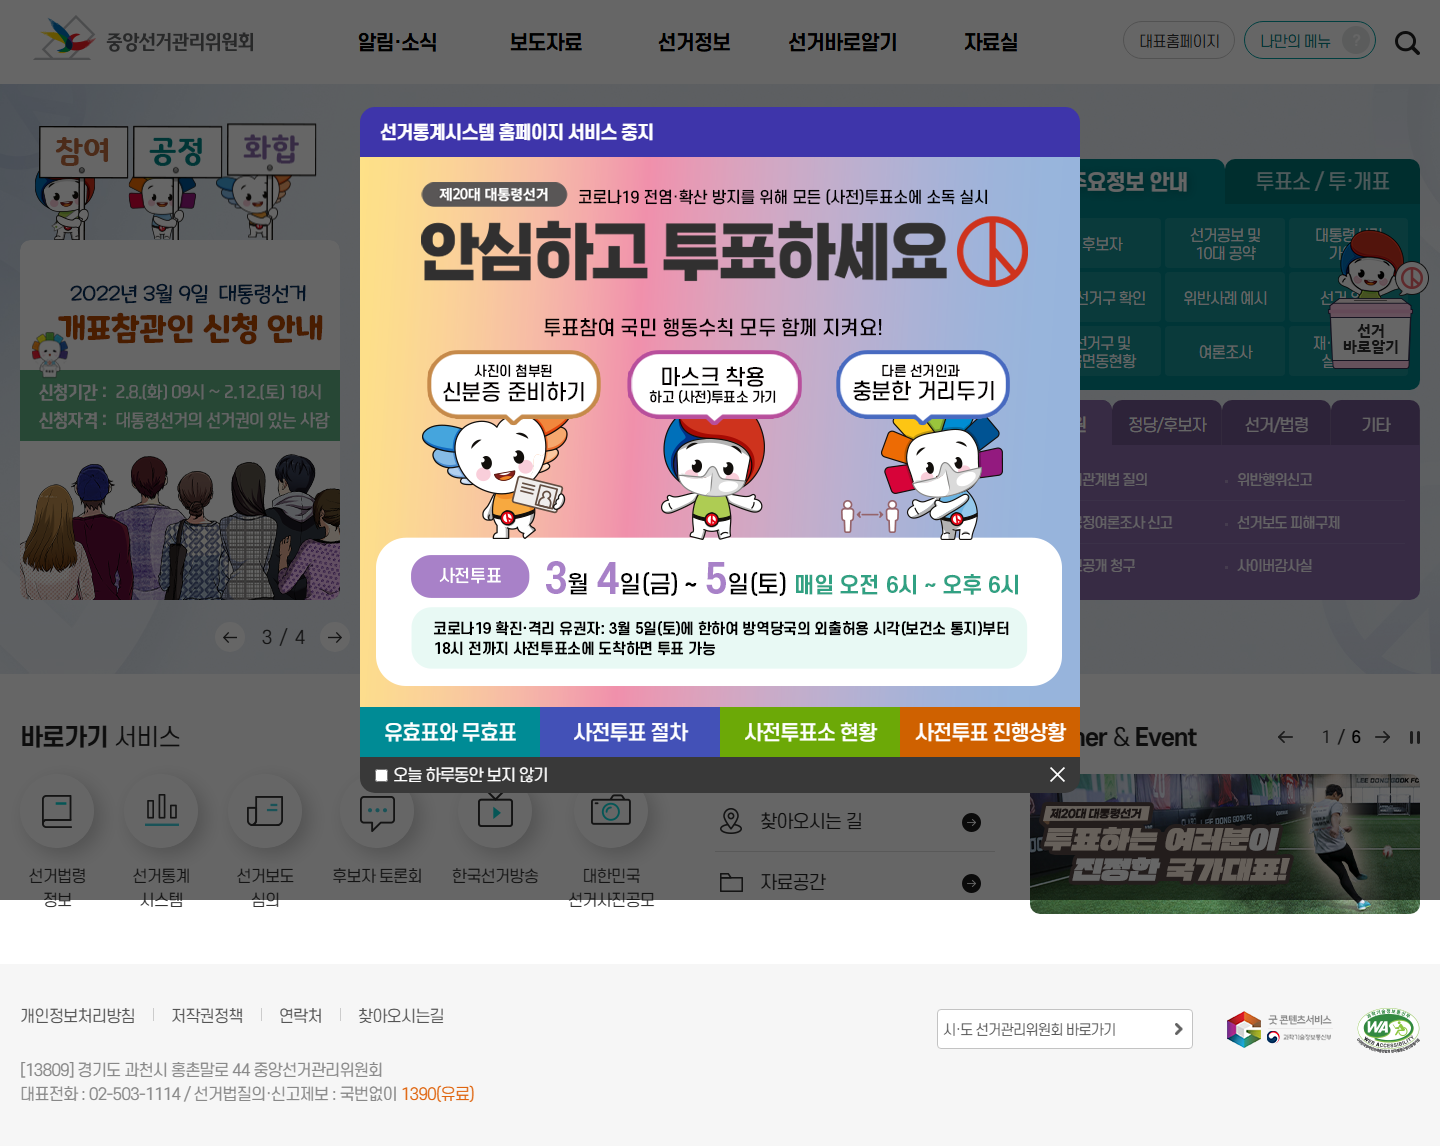 중앙선거관리위원회
알림·소식
보도자료
선거정보
선거바로알기
자료실
대표홈페이지
나만의 메뉴
?
선거통계시스템 홈페이지 서비스 중지
제20대 대통령선거
코로나19 전염·확산 방지를 위해 모든 (사전)투표소에 소독 실시
안심하고 투표하세요
투표참여 국민 행동수칙 모두 함께 지켜요!
사진이 첨부된
신분증 준비하기
마스크 착용
하고 (사전)투표소 가기
다른 선거인과
충분한 거리두기
사전투표
3월 4일(금) ~ 5일(토) 매일 오전 6시 ~ 오후 6시
코로나19 확진·격리 유권자: 3월 5일(토)에 한하여 방역당국의 외출허용 시각(보건소 통지)부터
18시 전까지 사전투표소에 도착하면 투표 가능
유효표와 무효표
사전투표 절차
사전투표소 현황
사전투표 진행상황
오늘 하루동안 보지 않기
참여
공정
화합
2022년 3월 9일 대통령선거
개표참관인 신청 안내
신청기간 : 2.8.(화) 09시 ~ 2.12.(토) 18시
신청자격 : 대통령선거의 선거권이 있는 사람
3 / 4
주요정보 안내
투표소 / 투·개표
후보자
선거공보 및
10대 공약
선거구 확인
위반사례 예시
선거구 및
여론조사
선거
바로알기
정당/후보자
선거/법령
기타
위반행위신고
선거보도 피해구제
사이버감사실
바로가기 서비스
선거법령
정보
선거통계
시스템
선거보도
심의
후보자 토론회
한국선거방송
대한민국
선거사진공모
찾아오시는 길
자료공간
& Event
1 / 6
제20대 대통령선거
투표하는 여러분이
진정한 국가대표!
개인정보처리방침
저작권정책
연락처
찾아오시는길
[13809] 경기도 과천시 홍촌말로 44 중앙선거관리위원회
대표전화 : 02-503-1114 / 선거법질의·신고제보 : 국번없이 1390(유료)
시·도 선거관리위원회 바로가기
굿 콘텐츠서비스
과학기술정보통신부
WA
WEB ACCESSIBILITY